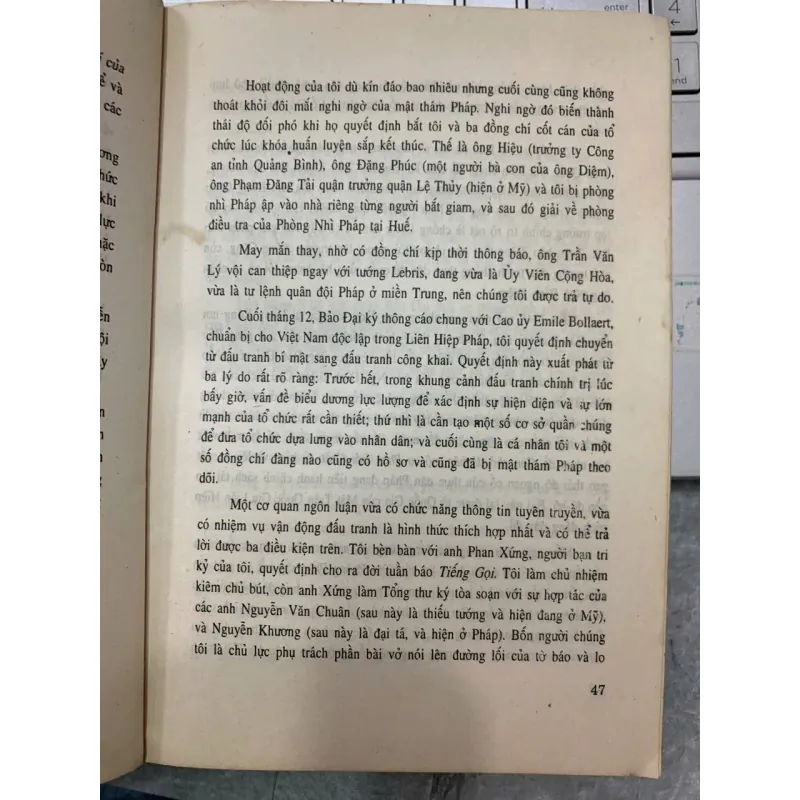 í của
ể và
các
ơng
hức
khi
lực
hặc
òn
ến
ội
y
h
h
g
Hoạt động của tôi dù kín đáo bao nhiêu nhưng cuối cùng cũng không
thoát khỏi đôi mắt nghi ngờ của mật thám Pháp. Nghi ngờ đó biến thành
thái độ đối phó khi họ quyết định bắt tôi và ba đồng chí cốt cán của tổ
chức lúc khóa huấn luyện sắp kết thúc. Thế là ông Hiệu (trưởng ty Công
an tỉnh Quảng Bình), ông Đặng Phúc (một người bà con của ông Diệm),
ông Phạm Đăng Tải quận trưởng quận Lệ Thủy (hiện ở Mỹ) và tôi bị phòng
nhì Pháp ập vào nhà riêng từng người bắt giam, và sau đó giải về phòng
điều tra của Phòng Nhì Pháp tại Huế.
May mắn thay, nhờ có đồng chí kịp thời thông báo, ông Trần Văn
Lý vội can thiệp ngay với tướng Lebris, đang vừa là Ủy Viên Cộng Hòa,
vừa là tư lệnh quân đội Pháp ở miền Trung, nên chúng tôi được trả tự do.
Cuối tháng 12, Bảo Đại ký thông cáo chung với Cao ủy Emile Bollaert,
chuẩn bị cho Việt Nam độc lập trong Liên Hiệp Pháp, tôi quyết định chuyển
từ đấu tranh bí mật sang đấu tranh công khai. Quyết định này xuất phát từ
ba lý do rất rõ ràng: Trước hết, trong khung cảnh đấu tranh chính trị lúc
bấy giờ, vấn đề biểu dương lực lượng để xác định sự hiện diện và sự lớn
mạnh của tổ chức rất cần thiết; thứ nhì là cần tạo một số cơ sở quần chúng
để đưa tổ chức dựa lưng vào nhân dân; và cuối cùng là cá nhân tôi và một
số đồng chí đàng nào cũng có hồ sơ và cũng đã bị mật thám Pháp theo
dõi.
Một cơ quan ngôn luận vừa có chức năng thông tin tuyên truyền, vừa
có nhiệm vụ vận động đấu tranh là hình thức thích hợp nhất và có thể trả
lời được ba điều kiện trên. Tôi bèn bàn với anh Phan Xứng, người bạn tri
kỷ của tôi, quyết định cho ra đời tuần báo Tiếng Gọi. Tôi làm chủ nhiệm
kiêm chủ bút, còn anh Xứng làm Tổng thư ký tòa soạn với sự hợp tác của
các anh Nguyễn Văn Chuân (sau này là thiếu tướng và hiện đang ở Mỹ),
và Nguyễn Khương (sau này là đại tá, và hiện ở Pháp). Bốn người chúng
tôi là chủ lực phụ trách phần bài vở nói lên đường lối của tờ báo và lo
47
enter
4
1
end